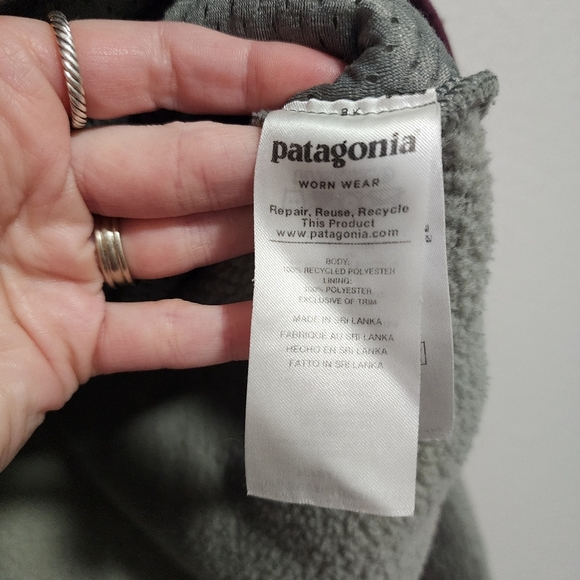 patagonia
WORN WEAR
Repair, Reuse, Recycle
This Product
www.patagonia.com
BODY:
100% RECYCLED POLYESTER
LINING:
100% POLYESTER
EXCLUSIVE OF TRIM
MADE IN SRI LANKA
FABRIQUÉ AU SRI LANKA
HECHO EN SRI LANKA
FATTO IN SRI LANKA